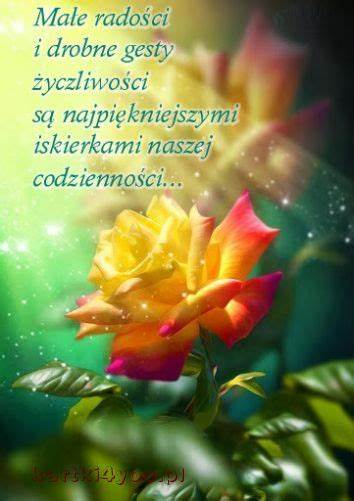 Małe radości
i drobne gesty
życzliwości
są najpiękniejszymi
iskierkami naszej
codzienności...
kartki4you.pl